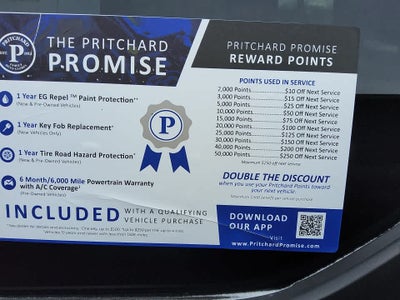 PRITCHARD
THE PRITCHARD
PROMISE
1 Year EG Repel™ Paint Protection**
(New & Pre-Owned Vehicles)
1 Year Key Fob Replacement*
(New Vehicles Only)
1 Year Tire Road Hazard Protection*
(New & Pre-Owned Vehicles)
6 Month/6,000 Mile Powertrain Warranty
with A/C Coverage†
(Pre-Owned Vehicles)
P
INCLUDED WITH A QUALIFYING
VEHICLE PURCHASE
PRITCHARD PROMISE
REWARD POINTS
POINTS USED IN SERVICE
2,000 Points $10 Off Next Service
3,000 Points $15 Off Next Service
5,000 Points $25 Off Next Service
10,000 Points $50 Off Next Service
15,000 Points $75 Off Next Service
20,000 Points $100 Off Next Service
25,000 Points $125 Off Next Service
30,000 Points $150 Off Next Service
40,000 Points $200 Off Next Service
50,000 Points $250 Off Next Service
Maximum $250 off next service
DOUBLE THE DISCOUNT
when you use your Pritchard Points toward
your next vehicle.
DOWNLOAD
OUR APP
Visit
www.PritchardPromise.com